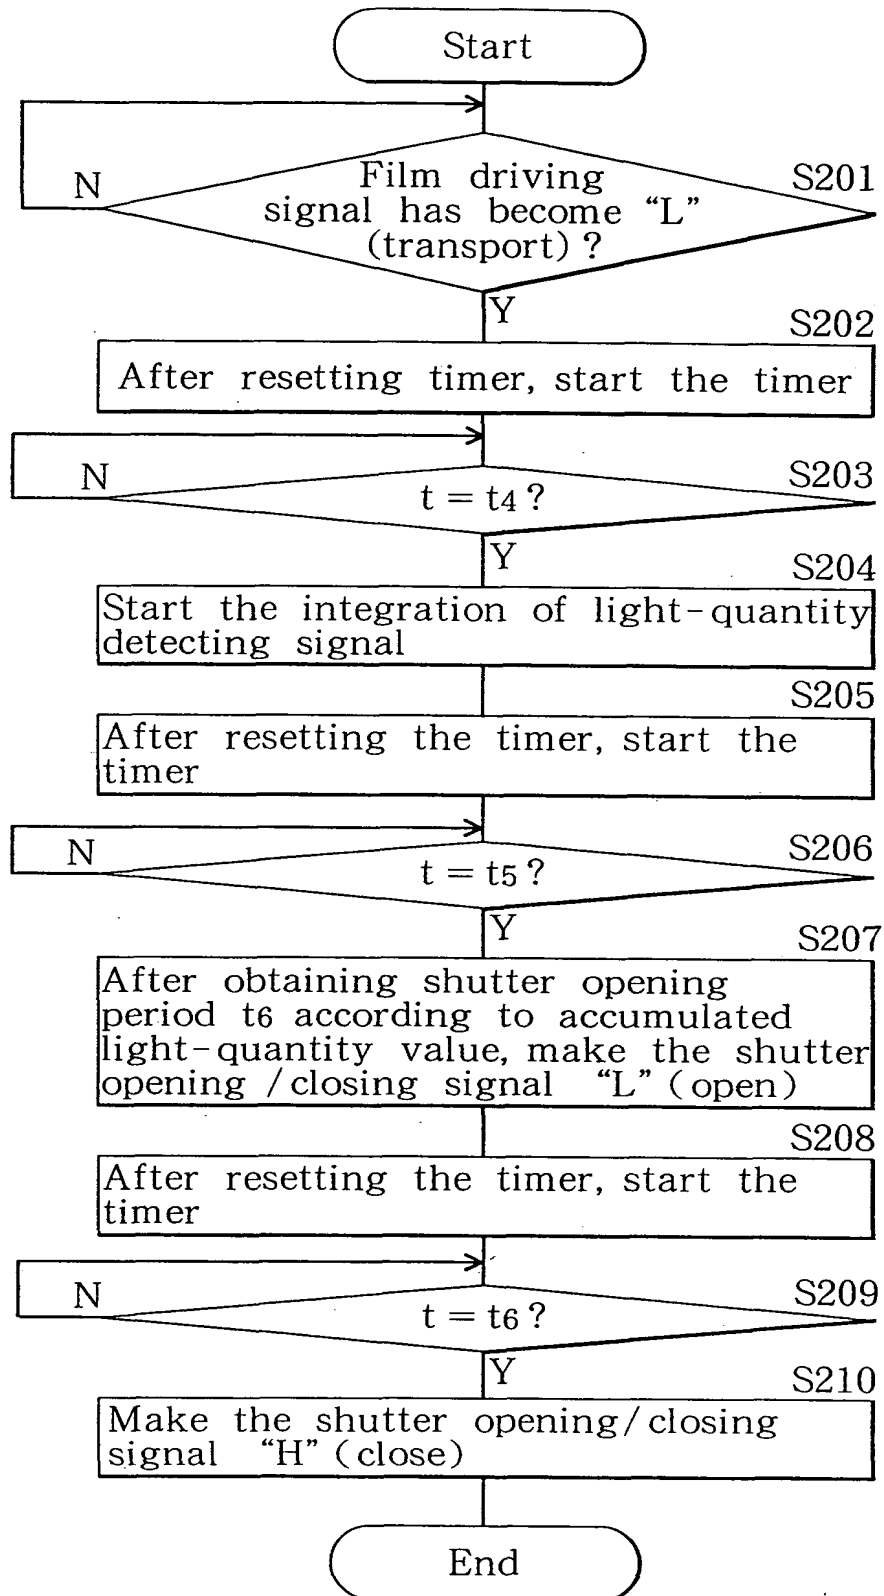 Start
N
Film driving
signal has become “L”
(transport)?
S201
Y
S202
After resetting timer, start the timer
N
t = t4?
S203
Y
S204
Start the integration of light-quantity
detecting signal
S205
After resetting the timer, start the
timer
N
t = t5?
S206
Y
S207
After obtaining shutter opening
period t6 according to accumulated
light-quantity value, make the shutter
opening /closing signal “L” (open)
S208
After resetting the timer, start the
timer
N
t = t6?
S209
Y
S210
Make the shutter opening/closing
signal “H” (close)
End